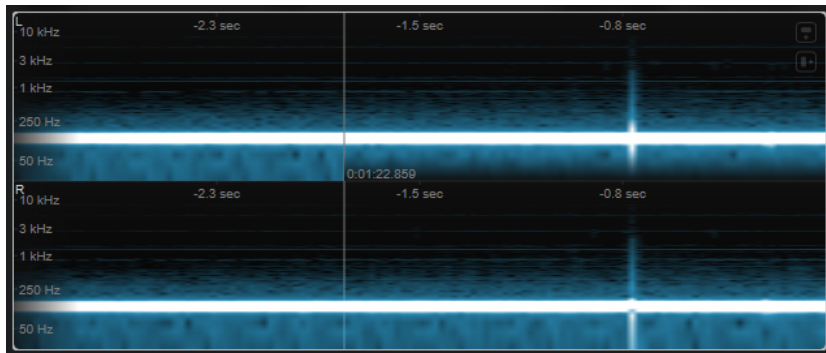 L
-2.3 sec -1.5 sec -0.8 sec
10 kHz
3 kHz
1 kHz
250 Hz
50 Hz
0:01:22.859
R
-2.3 sec -1.5 sec -0.8 sec
10 kHz
3 kHz
1 kHz
250 Hz
50 Hz